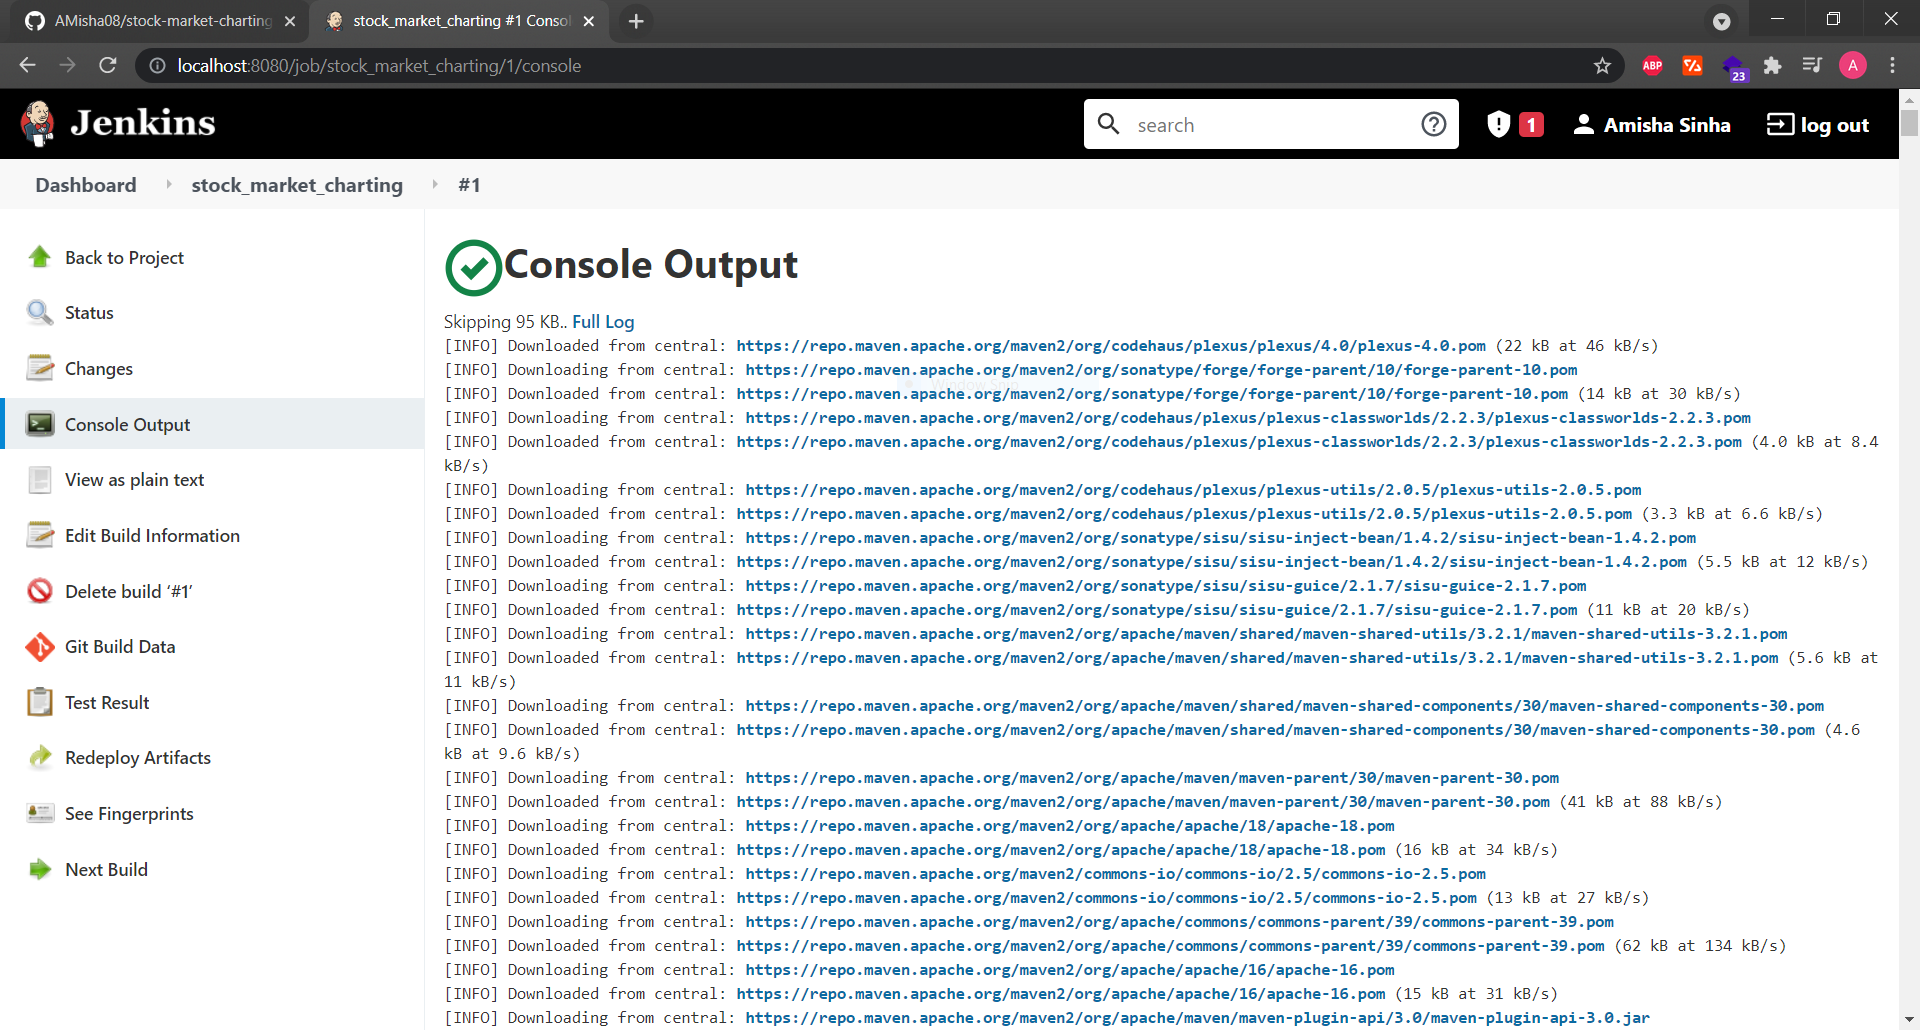 AMisha08/stock-market-charting
stock_market_charting #1 Conso
localhost:8080/job/stock_market_charting/1/console
ABP
23
A
Jenkins
search
1
Amisha Sinha
log out
Dashboard
stock_market_charting
#1
Back to Project
Status
Changes
Console Output
View as plain text
Edit Build Information
Delete build ‘#1’
Git Build Data
Test Result
Redeploy Artifacts
See Fingerprints
Next Build
Console Output
Skipping 95 KB.. Full Log
[INFO] Downloaded from central: https://repo.maven.apache.org/maven2/org/codehaus/plexus/plexus/4.0/plexus-4.0.pom (22 kB at 46 kB/s)
[INFO] Downloading from central: https://repo.maven.apache.org/maven2/org/sonatype/forge/forge-parent/10/forge-parent-10.pom
Window Snip
[INFO] Downloaded from central: https://repo.maven.apache.org/maven2/org/sonatype/forge/forge-parent/10/forge-parent-10.pom (14 kB at 30 kB/s)
[INFO] Downloading from central: https://repo.maven.apache.org/maven2/org/codehaus/plexus/plexus-classworlds/2.2.3/plexus-classworlds-2.2.3.pom
[INFO] Downloaded from central: https://repo.maven.apache.org/maven2/org/codehaus/plexus/plexus-classworlds/2.2.3/plexus-classworlds-2.2.3.pom (4.0 kB at 8.4
kB/s)
[INFO] Downloading from central: https://repo.maven.apache.org/maven2/org/codehaus/plexus/plexus-utils/2.0.5/plexus-utils-2.0.5.pom
[INFO] Downloaded from central: https://repo.maven.apache.org/maven2/org/codehaus/plexus/plexus-utils/2.0.5/plexus-utils-2.0.5.pom (3.3 kB at 6.6 kB/s)
[INFO] Downloading from central: https://repo.maven.apache.org/maven2/org/sonatype/sisu/sisu-inject-bean/1.4.2/sisu-inject-bean-1.4.2.pom
[INFO] Downloaded from central: https://repo.maven.apache.org/maven2/org/sonatype/sisu/sisu-inject-bean/1.4.2/sisu-inject-bean-1.4.2.pom (5.5 kB at 12 kB/s)
[INFO] Downloading from central: https://repo.maven.apache.org/maven2/org/sonatype/sisu/sisu-guice/2.1.7/sisu-guice-2.1.7.pom
[INFO] Downloaded from central: https://repo.maven.apache.org/maven2/org/sonatype/sisu/sisu-guice/2.1.7/sisu-guice-2.1.7.pom (11 kB at 20 kB/s)
[INFO] Downloading from central: https://repo.maven.apache.org/maven2/org/apache/maven/shared/maven-shared-utils/3.2.1/maven-shared-utils-3.2.1.pom
[INFO] Downloaded from central: https://repo.maven.apache.org/maven2/org/apache/maven/shared/maven-shared-utils/3.2.1/maven-shared-utils-3.2.1.pom (5.6 kB at
11 kB/s)
[INFO] Downloading from central: https://repo.maven.apache.org/maven2/org/apache/maven/shared/maven-shared-components/30/maven-shared-components-30.pom
[INFO] Downloaded from central: https://repo.maven.apache.org/maven2/org/apache/maven/shared/maven-shared-components/30/maven-shared-components-30.pom (4.6
kB at 9.6 kB/s)
[INFO] Downloading from central: https://repo.maven.apache.org/maven2/org/apache/maven/maven-parent/30/maven-parent-30.pom
[INFO] Downloaded from central: https://repo.maven.apache.org/maven2/org/apache/maven/maven-parent/30/maven-parent-30.pom (41 kB at 88 kB/s)
[INFO] Downloading from central: https://repo.maven.apache.org/maven2/org/apache/apache/18/apache-18.pom
[INFO] Downloaded from central: https://repo.maven.apache.org/maven2/org/apache/apache/18/apache-18.pom (16 kB at 34 kB/s)
[INFO] Downloading from central: https://repo.maven.apache.org/maven2/commons-io/commons-io/2.5/commons-io-2.5.pom
[INFO] Downloaded from central: https://repo.maven.apache.org/maven2/commons-io/commons-io/2.5/commons-io-2.5.pom (13 kB at 27 kB/s)
[INFO] Downloading from central: https://repo.maven.apache.org/maven2/org/apache/commons/commons-parent/39/commons-parent-39.pom
[INFO] Downloaded from central: https://repo.maven.apache.org/maven2/org/apache/commons/commons-parent/39/commons-parent-39.pom (62 kB at 134 kB/s)
[INFO] Downloading from central: https://repo.maven.apache.org/maven2/org/apache/apache/16/apache-16.pom
[INFO] Downloaded from central: https://repo.maven.apache.org/maven2/org/apache/apache/16/apache-16.pom (15 kB at 31 kB/s)
[INFO] Downloading from central: https://repo.maven.apache.org/maven2/org/apache/maven/maven-plugin-api/3.0/maven-plugin-api-3.0.jar